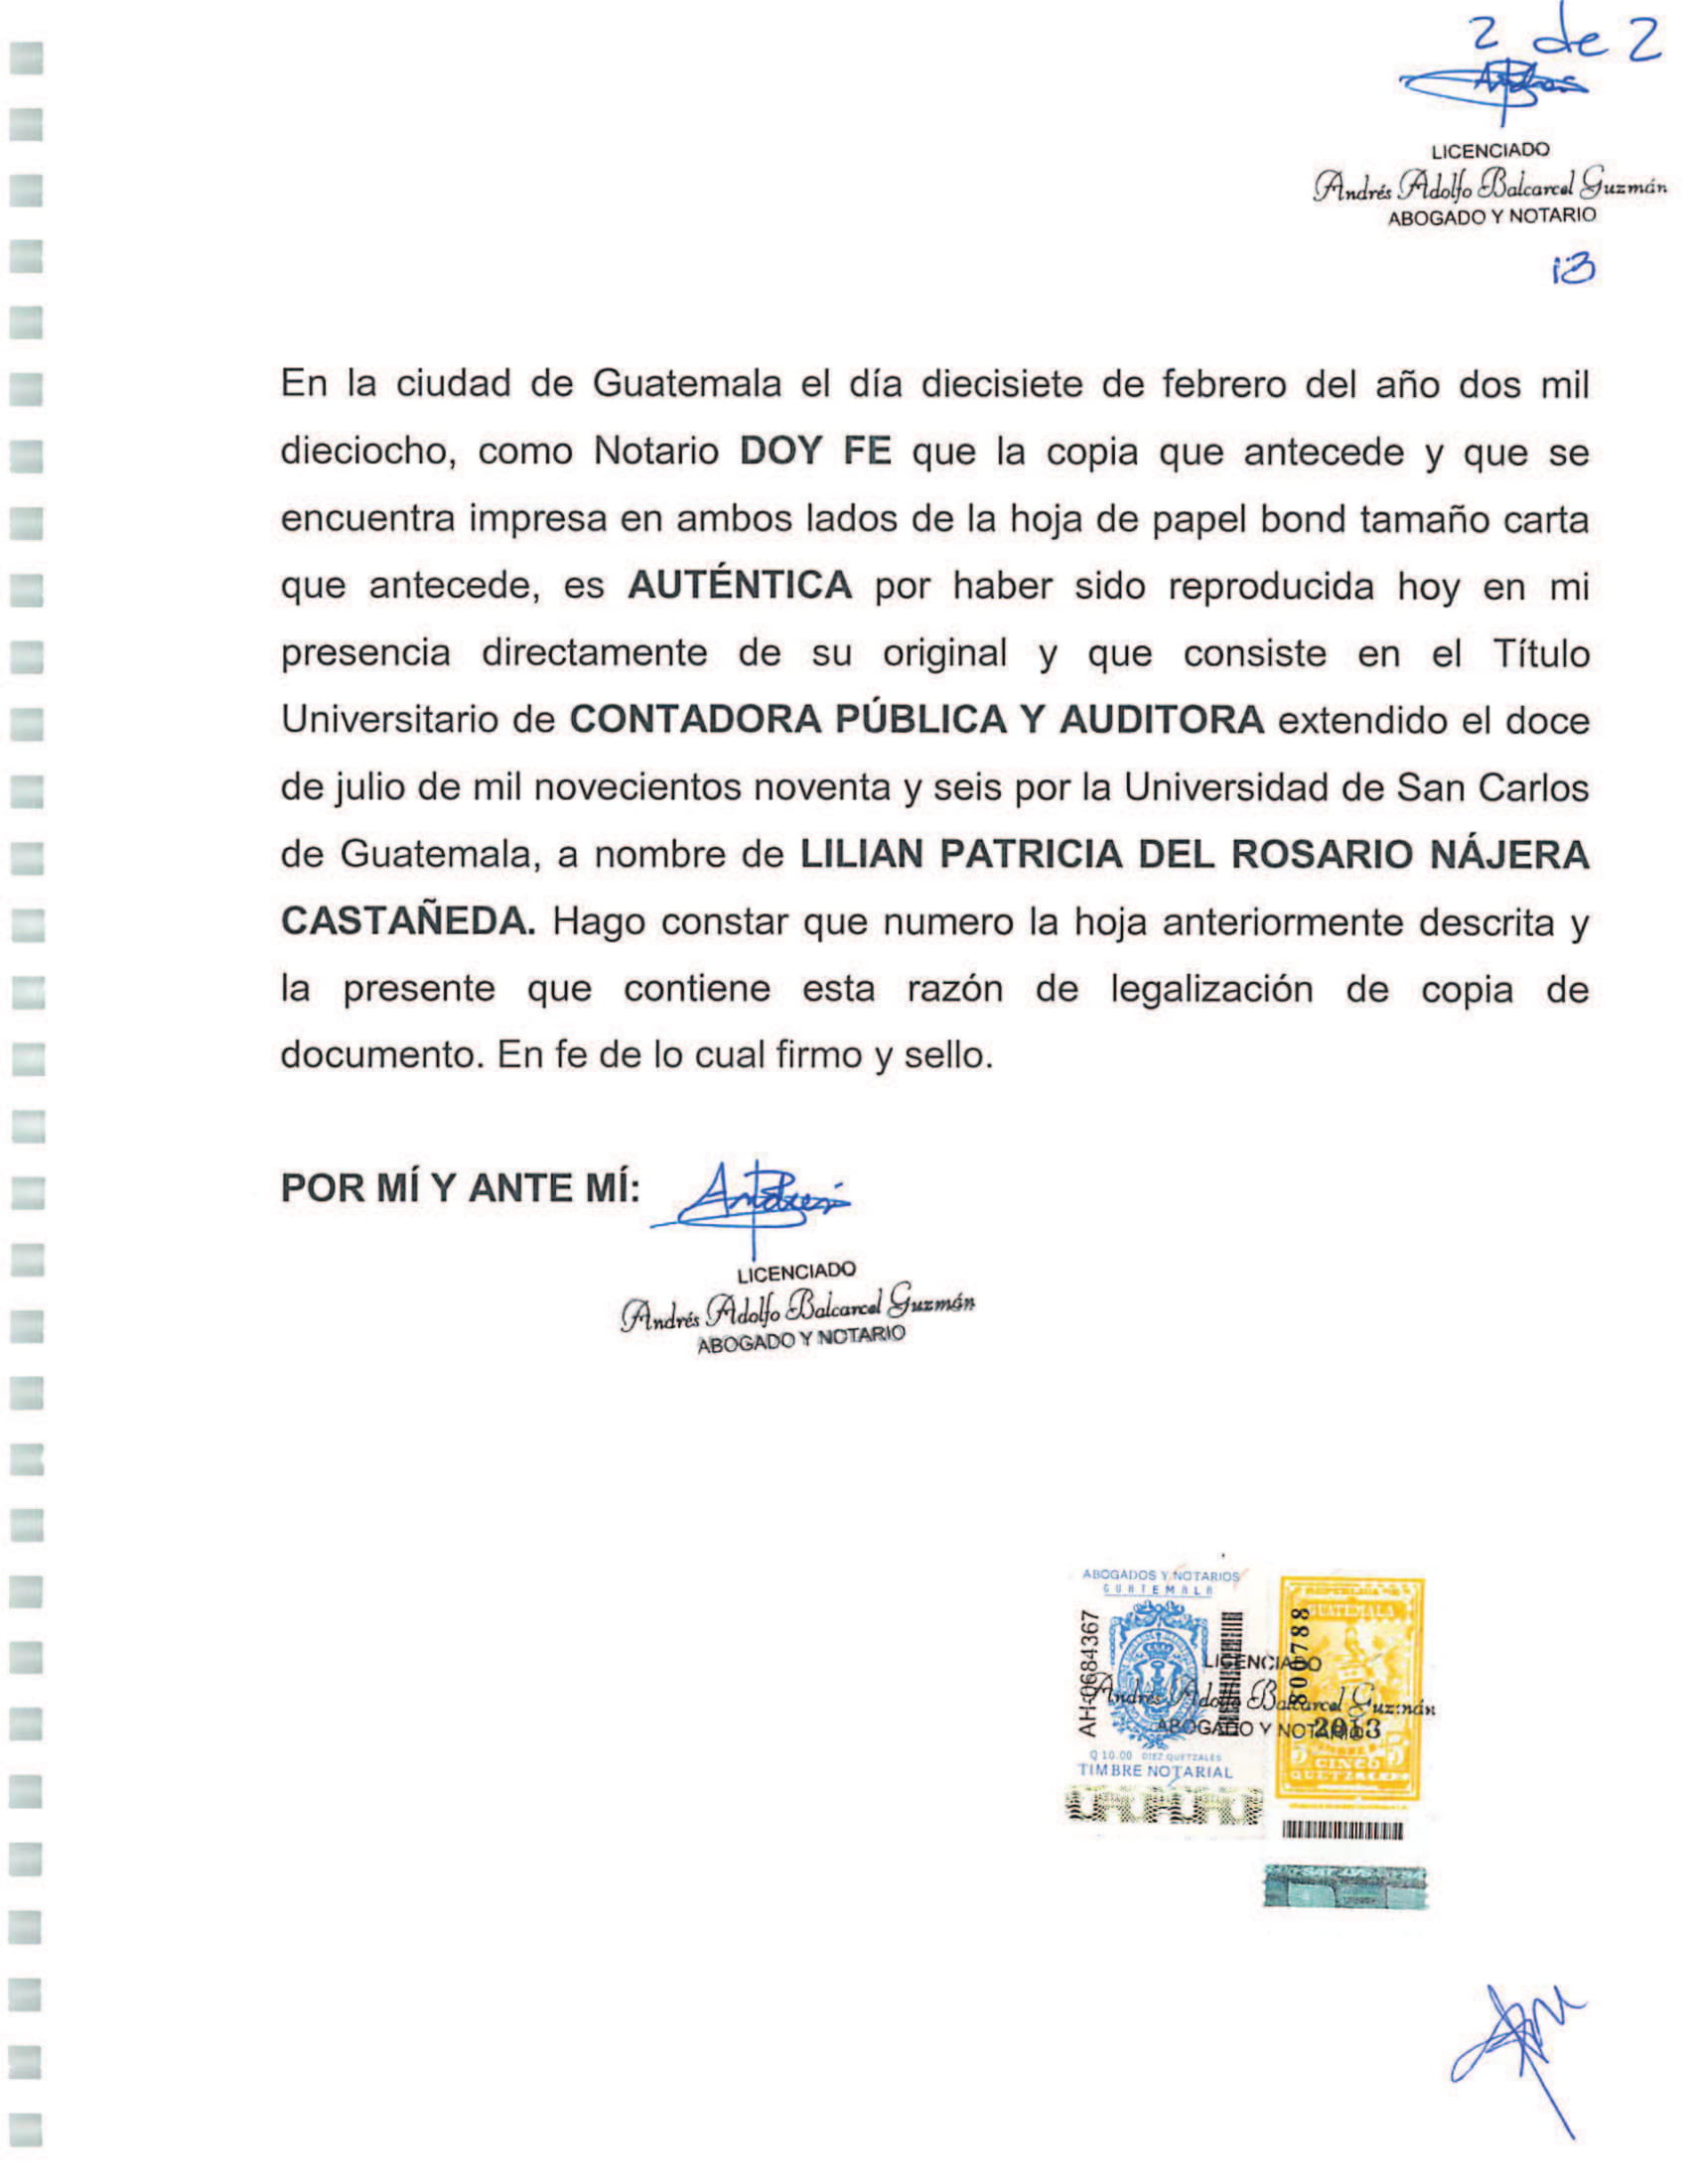 2 de 2
LICENCIADO
Andrés Adolfo Balcarcel Guzmán
ABOGADO Y NOTARIO
13
En la ciudad de Guatemala el día diecisiete de febrero del año dos mil
dieciocho, como Notario DOY FE que la copia que antecede y que se
encuentra impresa en ambos lados de la hoja de papel bond tamaño carta
que antecede, es AUTÉNTICA por haber sido reproducida hoy en mi
presencia directamente de su original y que consiste en el Título
Universitario de CONTADORA PÚBLICA Y AUDITORA extendido el doce
de julio de mil novecientos noventa y seis por la Universidad de San Carlos
de Guatemala, a nombre de LILIAN PATRICIA DEL ROSARIO NÁJERA
CASTAÑEDA. Hago constar que numero la hoja anteriormente descrita y
la presente que contiene esta razón de legalización de copia de
documento. En fe de lo cual firmo y sello.
POR MÍ Y ANTE MÍ:
LICENCIADO
Andrés Adolfo Balcarcel Guzmán
ABOGADO Y NOTARIO
ABOGADOS Y NOTARIOS
GUATEMALA
AH-0684367
Q 10.00 DIEZ QUETZALES
TIMBRE NOTARIAL
GUATEMALA
2013
5 CINCO 5
QUETZALES
LICENCIADO
Andrés Adolfo Balcarcel Guzmán
ABOGADO Y NOTARIO